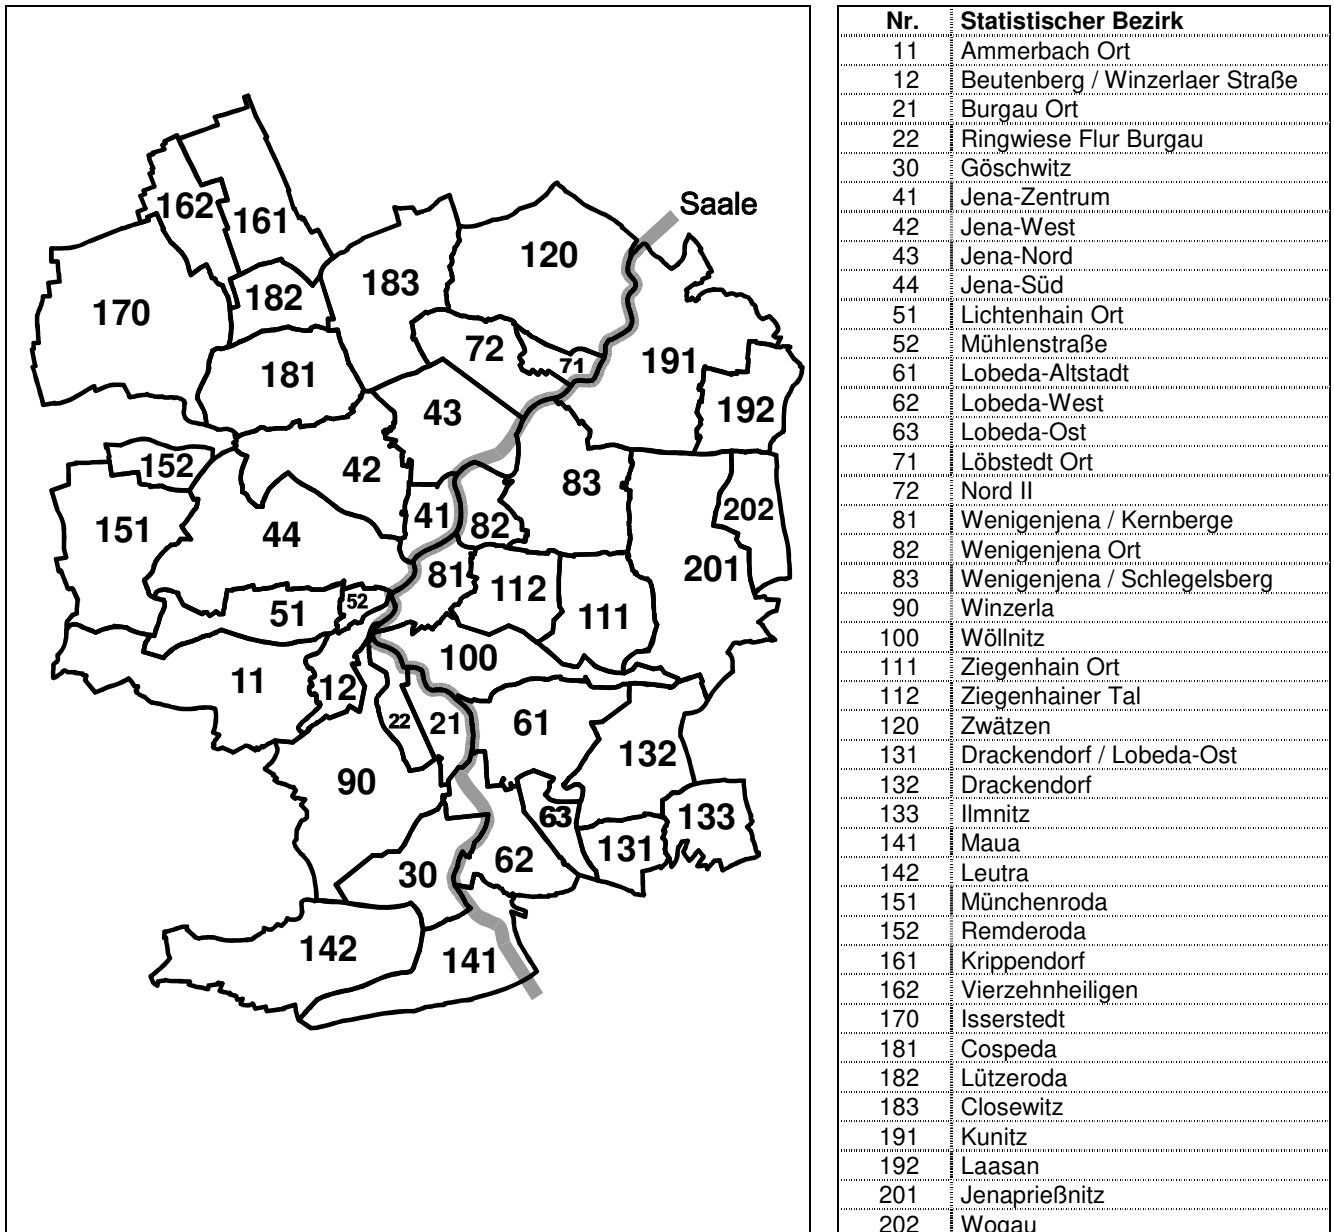 Saale
162
161
120
183
170
182
72
71
191
181
43
192
152
42
83
202
151
41
82
44
201
81
112
52
51
111
100
11
12
22
21
61
132
90
63
133
131
62
30
142
141
Nr. Statistischer Bezirk
11 Ammerbach Ort
12 Beutenberg / Winzerlaer Straße
21 Burgau Ort
22 Ringwiese Flur Burgau
30 Göschwitz
41 Jena-Zentrum
42 Jena-West
43 Jena-Nord
44 Jena-Süd
51 Lichtenhain Ort
52 Mühlenstraße
61 Lobeda-Altstadt
62 Lobeda-West
63 Lobeda-Ost
71 Löbstedt Ort
72 Nord II
81 Wenigenjena / Kernberge
82 Wenigenjena Ort
83 Wenigenjena / Schlegelsberg
90 Winzerla
100 Wöllnitz
111 Ziegenhain Ort
112 Ziegenhainer Tal
120 Zwätzen
131 Drackendorf / Lobeda-Ost
132 Drackendorf
133 Ilmnitz
141 Maua
142 Leutra
151 Münchenroda
152 Remderoda
161 Krippendorf
162 Vierzehnheiligen
170 Isserstedt
181 Cospeda
182 Lützeroda
183 Closewitz
191 Kunitz
192 Laasan
201 Jenaprießnitz
202 Wogau